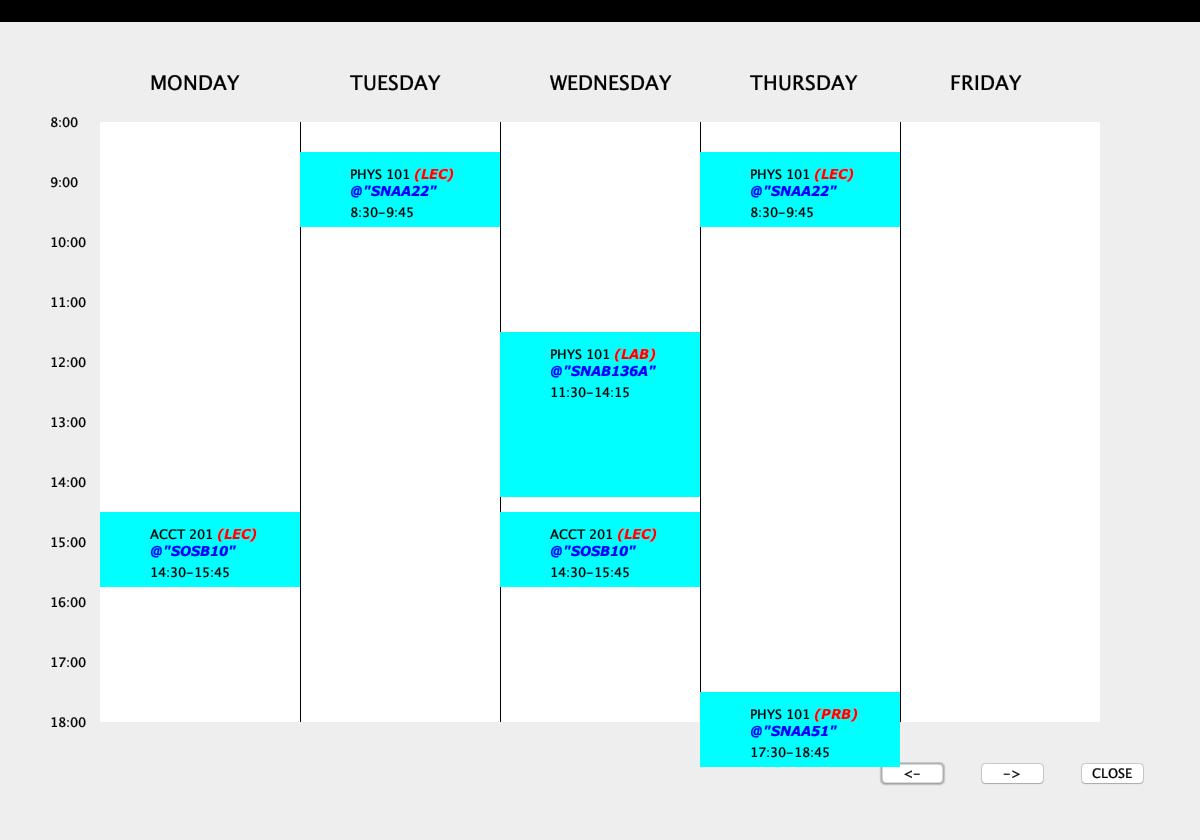 MONDAY TUESDAY WEDNESDAY THURSDAY FRIDAY
8:00
PHYS 101 (LEC)
@"SNAA22"
8:30-9:45
PHYS 101 (LEC)
@"SNAA22"
8:30-9:45
9:00
10:00
11:00
PHYS 101 (LAB)
@"SNAB136A"
11:30-14:15
12:00
13:00
14:00
ACCT 201 (LEC)
@"SOSB10"
14:30-15:45
ACCT 201 (LEC)
@"SOSB10"
14:30-15:45
15:00
16:00
17:00
18:00
PHYS 101 (PRB)
@"SNAA51"
17:30-18:45
<- -> CLOSE